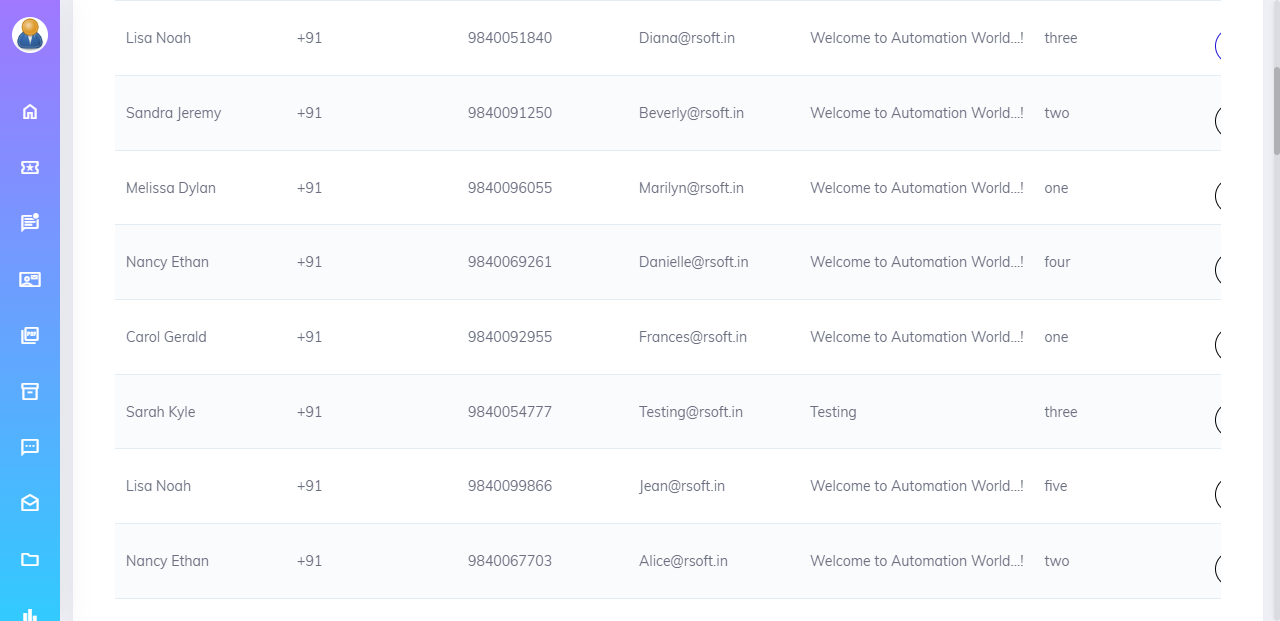 Lisa Noah +91 9840051840 Diana@rsoft.in Welcome to Automation World...! three
Sandra Jeremy +91 9840091250 Beverly@rsoft.in Welcome to Automation World...! two
Melissa Dylan +91 9840096055 Marilyn@rsoft.in Welcome to Automation World...! one
Nancy Ethan +91 9840069261 Danielle@rsoft.in Welcome to Automation World...! four
Carol Gerald +91 9840092955 Frances@rsoft.in Welcome to Automation World...! one
Sarah Kyle +91 9840054777 Testing@rsoft.in Testing three
Lisa Noah +91 9840099866 Jean@rsoft.in Welcome to Automation World...! five
Nancy Ethan +91 9840067703 Alice@rsoft.in Welcome to Automation World...! two